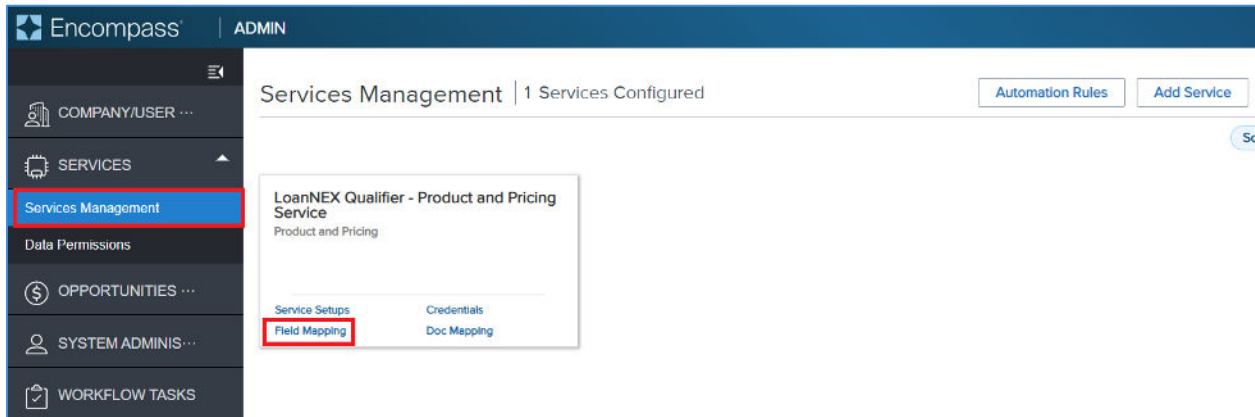 Encompass | ADMIN
COMPANY/USER ···
SERVICES
Services Management
Data Permissions
OPPORTUNITIES ···
SYSTEM ADMINIS···
WORKFLOW TASKS
Services Management | 1 Services Configured
Automation Rules
Add Service
LoanNEX Qualifier - Product and Pricing
Service
Product and Pricing
Service Setups
Credentials
Field Mapping
Doc Mapping